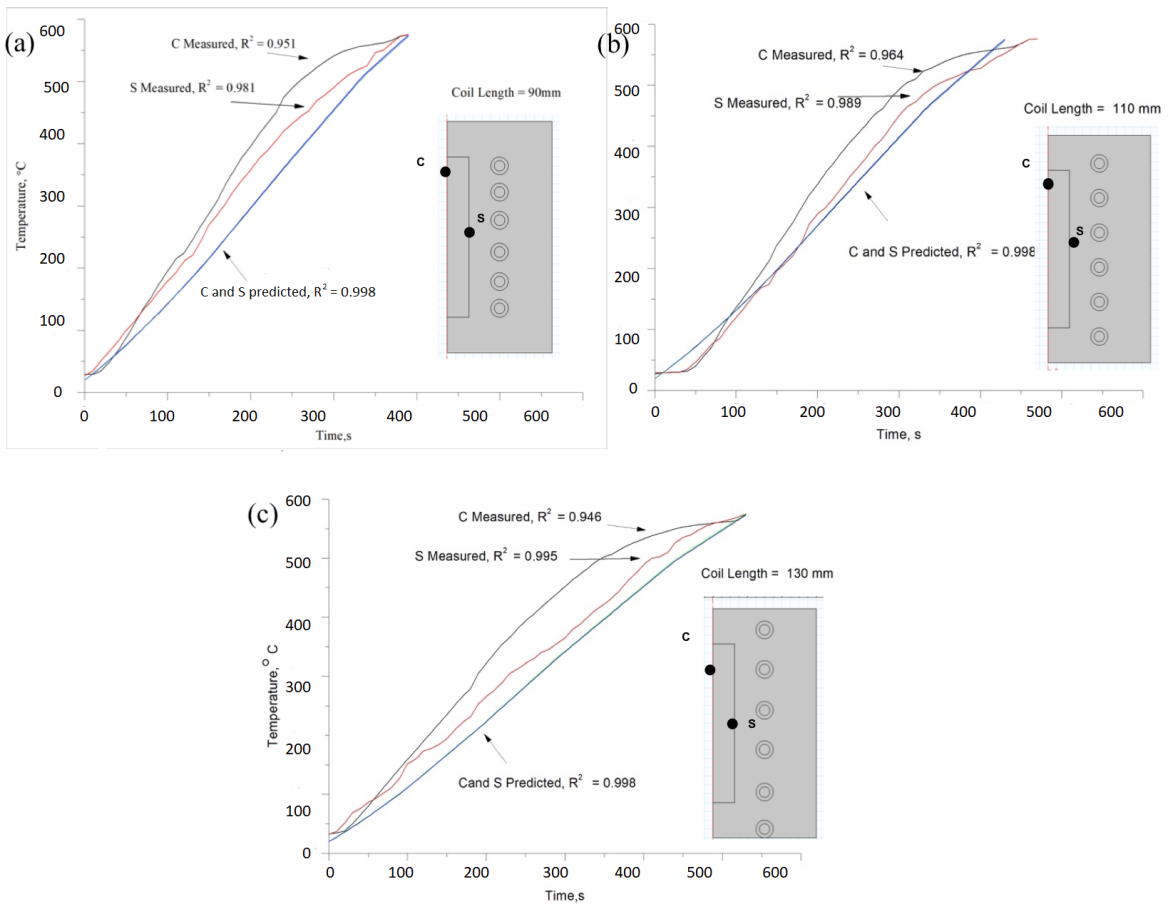 (a)
600
500
400
300
200
100
0
Temperature, °C
C Measured, R² = 0.951
S Measured, R² = 0.981
C and S predicted, R² = 0.998
Coil Length = 90mm
C
S
0 100 200 300 400 500 600
Time,s
(b)
600
500
400
300
200
100
0
C Measured, R² = 0.964
S Measured, R² = 0.989
C and S Predicted, R² = 0.998
Coil Length = 110 mm
C
S
0 100 200 300 400 500 600
Time, s
(c)
600
500
400
300
200
100
0
Temperature, ° C
C Measured, R² = 0.946
S Measured, R² = 0.995
Cand S Predicted, R² = 0.998
Coil Length = 130 mm
C
S
0 100 200 300 400 500 600
Time,s